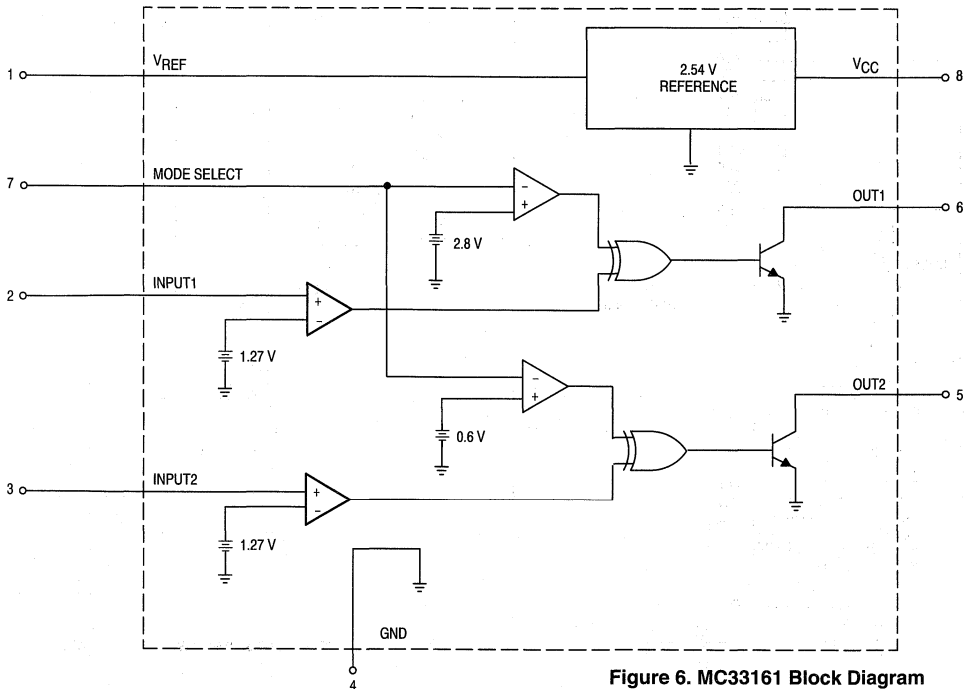 VREF
2.54 V
REFERENCE
VCC
1
8
MODE SELECT
7
OUT1
6
−
+
2.8 V
INPUT1
2
+
−
1.27 V
OUT2
5
−
+
0.6 V
INPUT2
3
+
−
1.27 V
GND
4
Figure 6. MC33161 Block Diagram